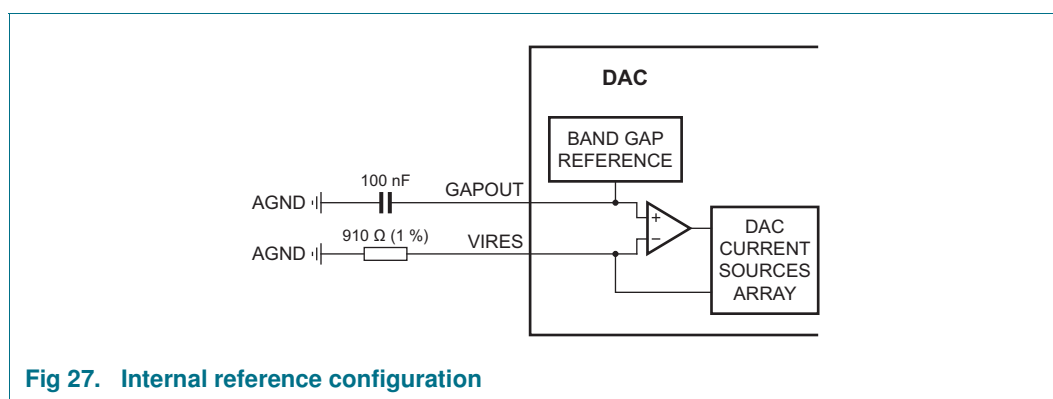 DAC
BAND GAP
REFERENCE
100 nF
GAPOUT
AGND
910 Ω (1 %)
VIRES
AGND
+
−
DAC
CURRENT
SOURCES
ARRAY
Fig 27. Internal reference configuration